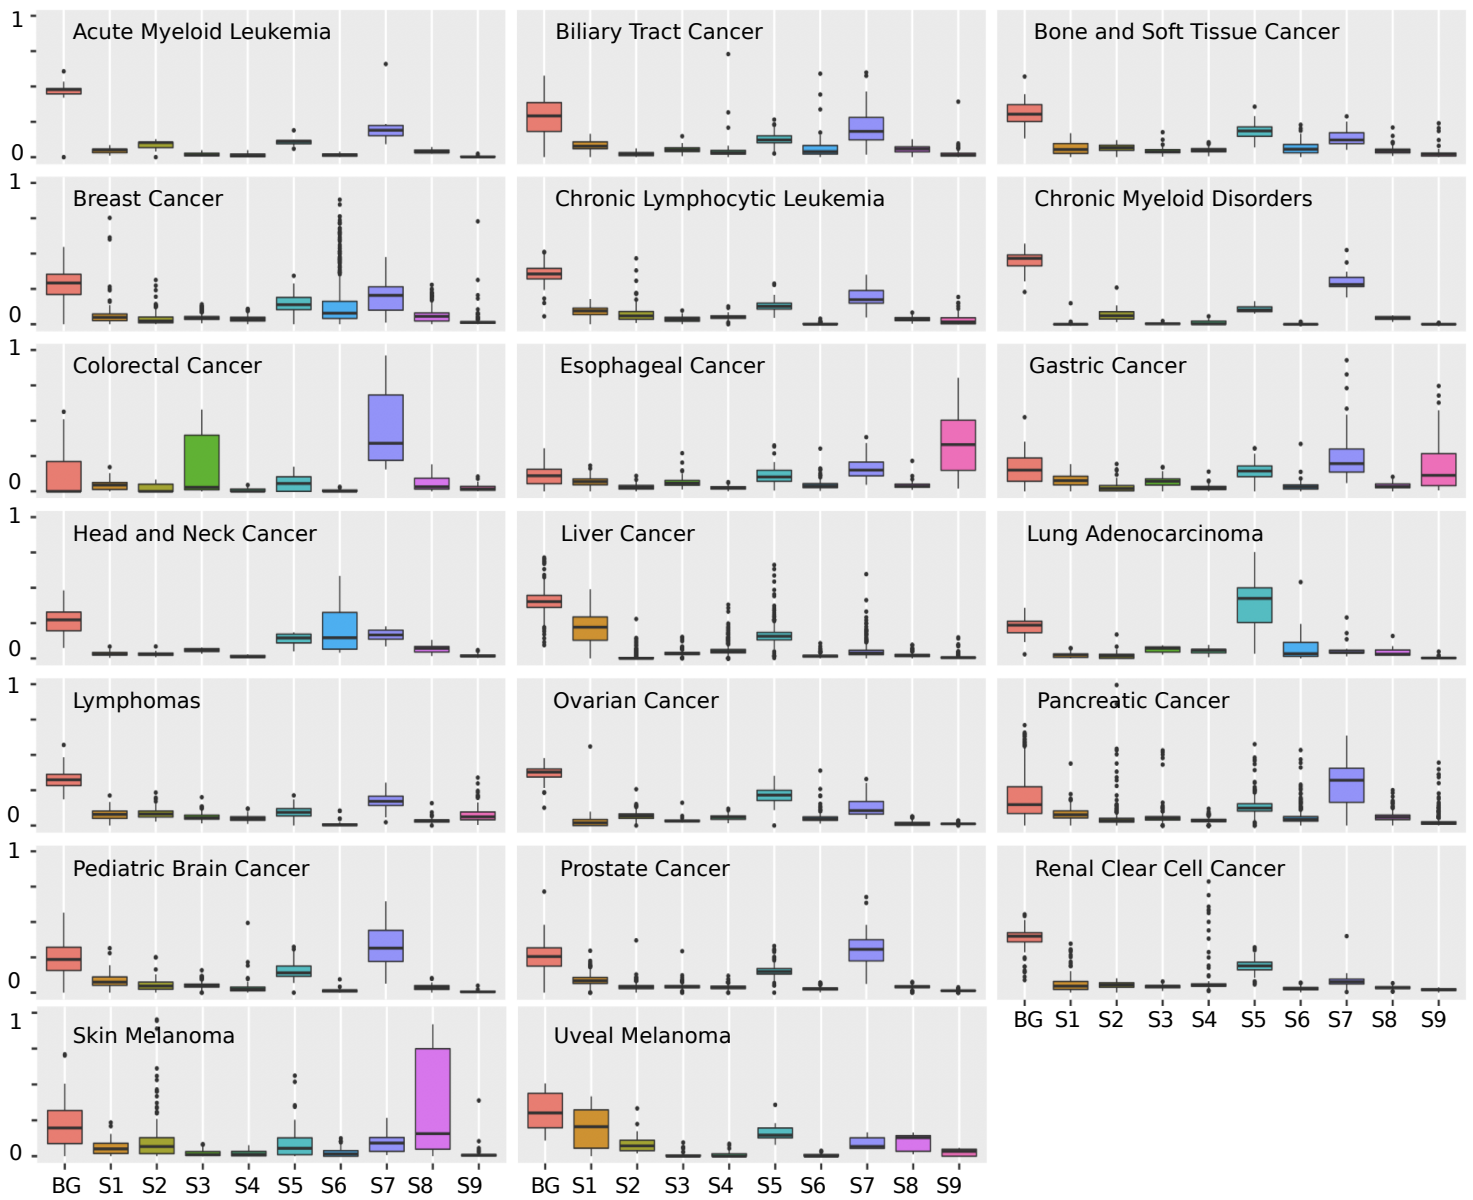 1
Acute Myeloid Leukemia
Biliary Tract Cancer
Bone and Soft Tissue Cancer
0
1
Breast Cancer
Chronic Lymphocytic Leukemia
Chronic Myeloid Disorders
0
1
Colorectal Cancer
Esophageal Cancer
Gastric Cancer
0
1
Head and Neck Cancer
Liver Cancer
Lung Adenocarcinoma
0
1
Lymphomas
Ovarian Cancer
Pancreatic Cancer
0
1
Pediatric Brain Cancer
Prostate Cancer
Renal Clear Cell Cancer
0
BG S1 S2 S3 S4 S5 S6 S7 S8 S9
1
Skin Melanoma
Uveal Melanoma
0
BG S1 S2 S3 S4 S5 S6 S7 S8 S9
BG S1 S2 S3 S4 S5 S6 S7 S8 S9